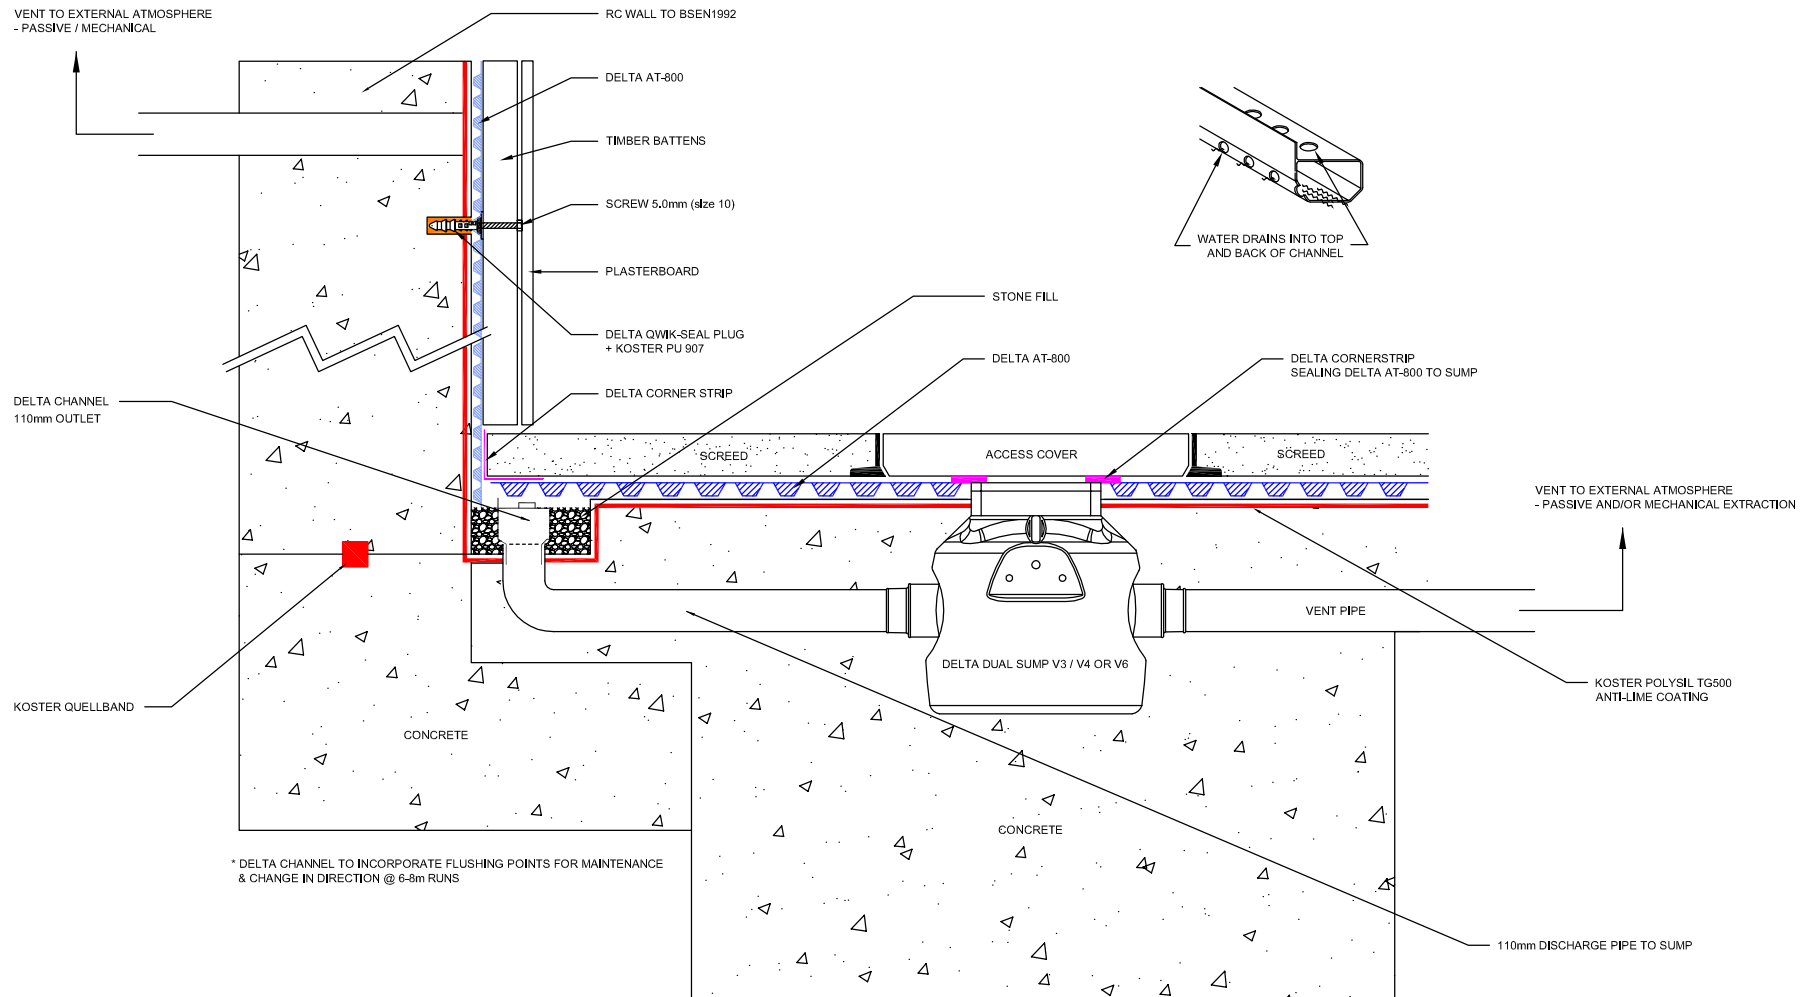 VENT TO EXTERNAL ATMOSPHERE
- PASSIVE / MECHANICAL
RC WALL TO BSEN1992
DELTA AT-800
TIMBER BATTENS
SCREW 5.0mm (size 10)
PLASTERBOARD
DELTA QWIK-SEAL PLUG
+ KOSTER PU 907
DELTA CORNER STRIP
WATER DRAINS INTO TOP
AND BACK OF CHANNEL
STONE FILL
DELTA AT-800
DELTA CORNERSTRIP
SEALING DELTA AT-800 TO SUMP
DELTA CHANNEL
110mm OUTLET
SCREED
ACCESS COVER
SCREED
VENT TO EXTERNAL ATMOSPHERE
- PASSIVE AND/OR MECHANICAL EXTRACTION
VENT PIPE
DELTA DUAL SUMP V3 / V4 OR V6
KOSTER POLYSIL TG500
ANTI-LIME COATING
KOSTER QUELLBAND
CONCRETE
CONCRETE
* DELTA CHANNEL TO INCORPORATE FLUSHING POINTS FOR MAINTENANCE
& CHANGE IN DIRECTION @ 6-8m RUNS
110mm DISCHARGE PIPE TO SUMP